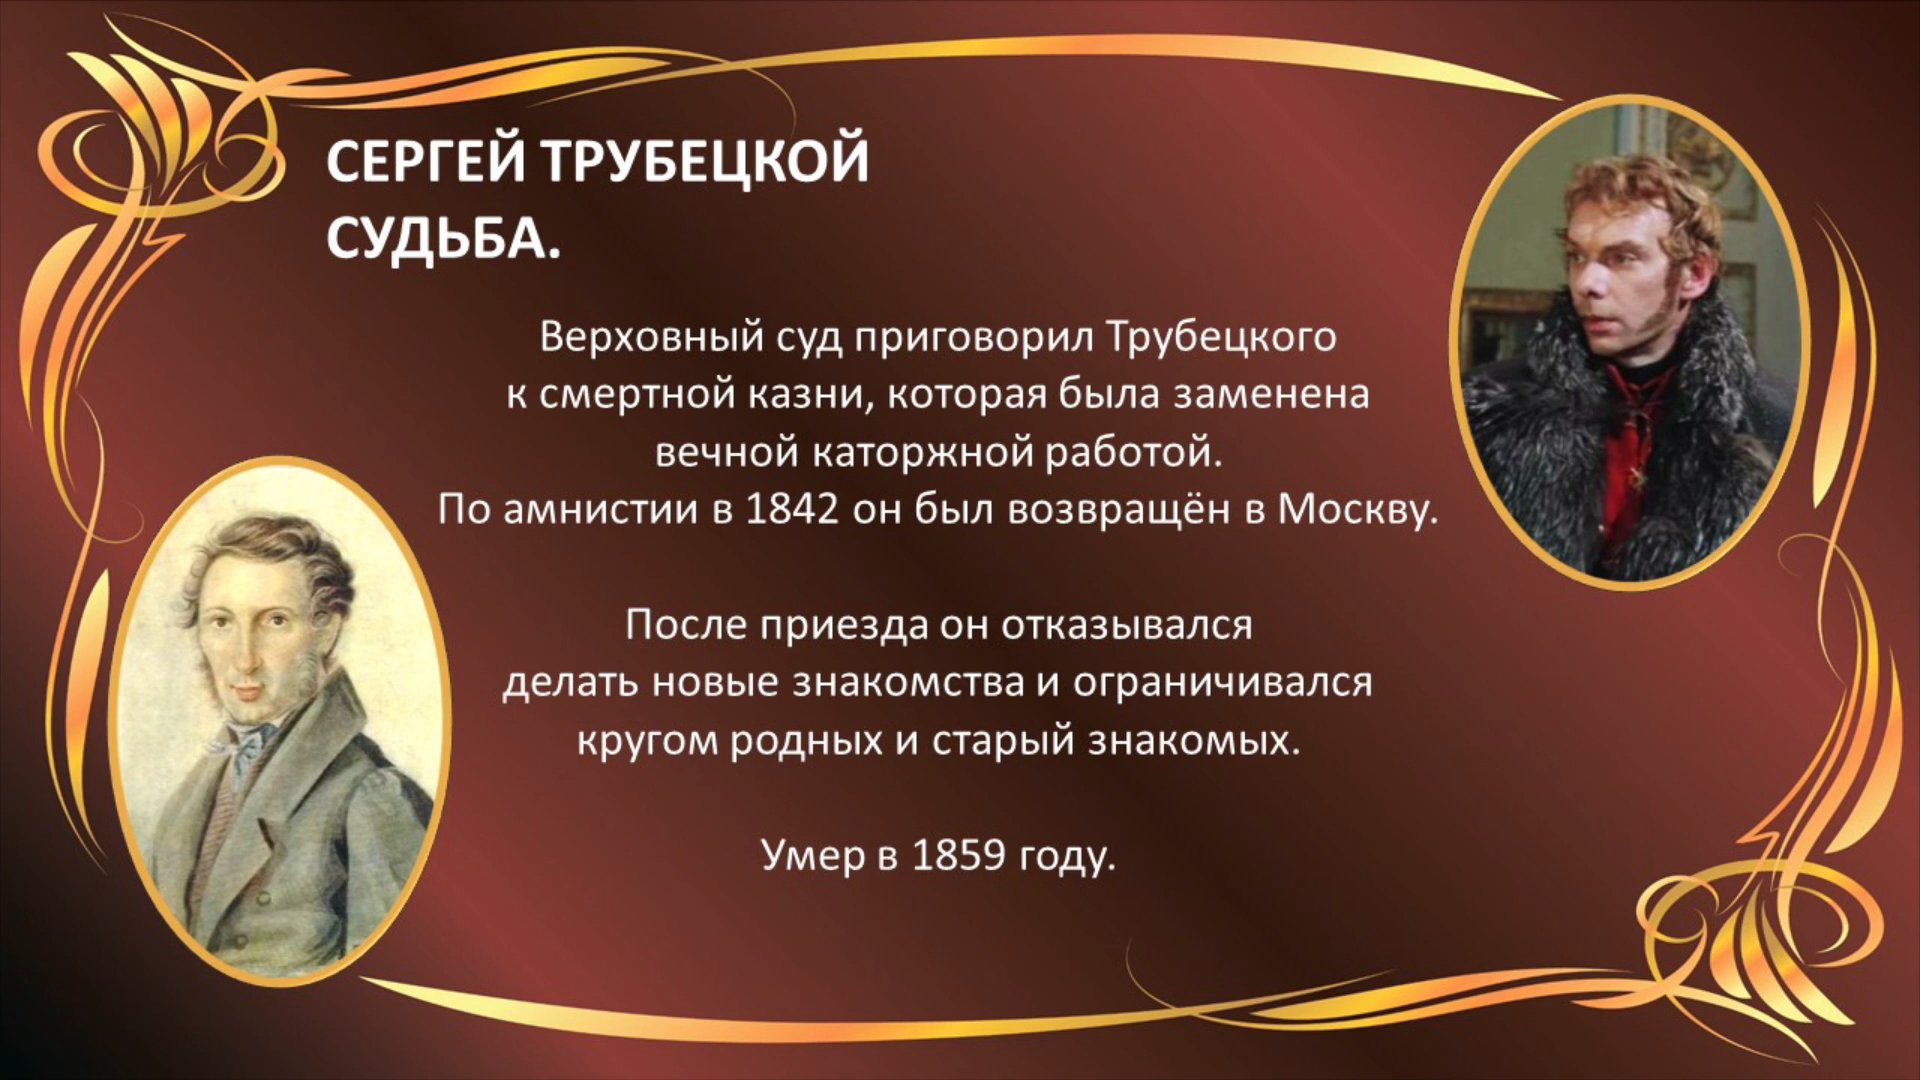 СЕРГЕЙ ТРУБЕЦКОЙ
СУДЬБА.
Верховный суд приговорил Трубецкого
к смертной казни, которая была заменена
вечной каторжной работой.
По амнистии в 1842 он был возвращён в Москву.
После приезда он отказывался
делать новые знакомства и ограничивался
кругом родных и старый знакомых.
Умер в 1859 году.